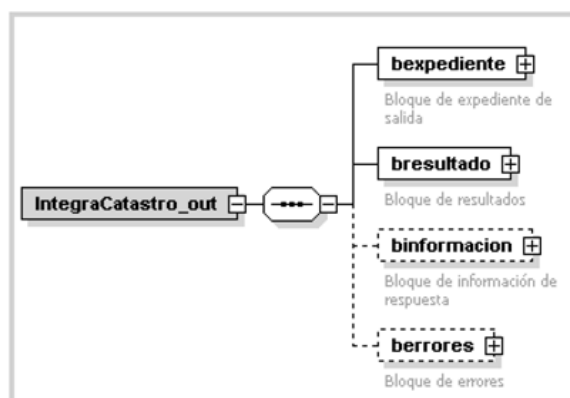 bexpediente
Bloque de expediente de
salida
IntegraCatastro_out
bresultado
Bloque de resultados
binformacion
Bloque de información de
respuesta
berrores
Bloque de errores